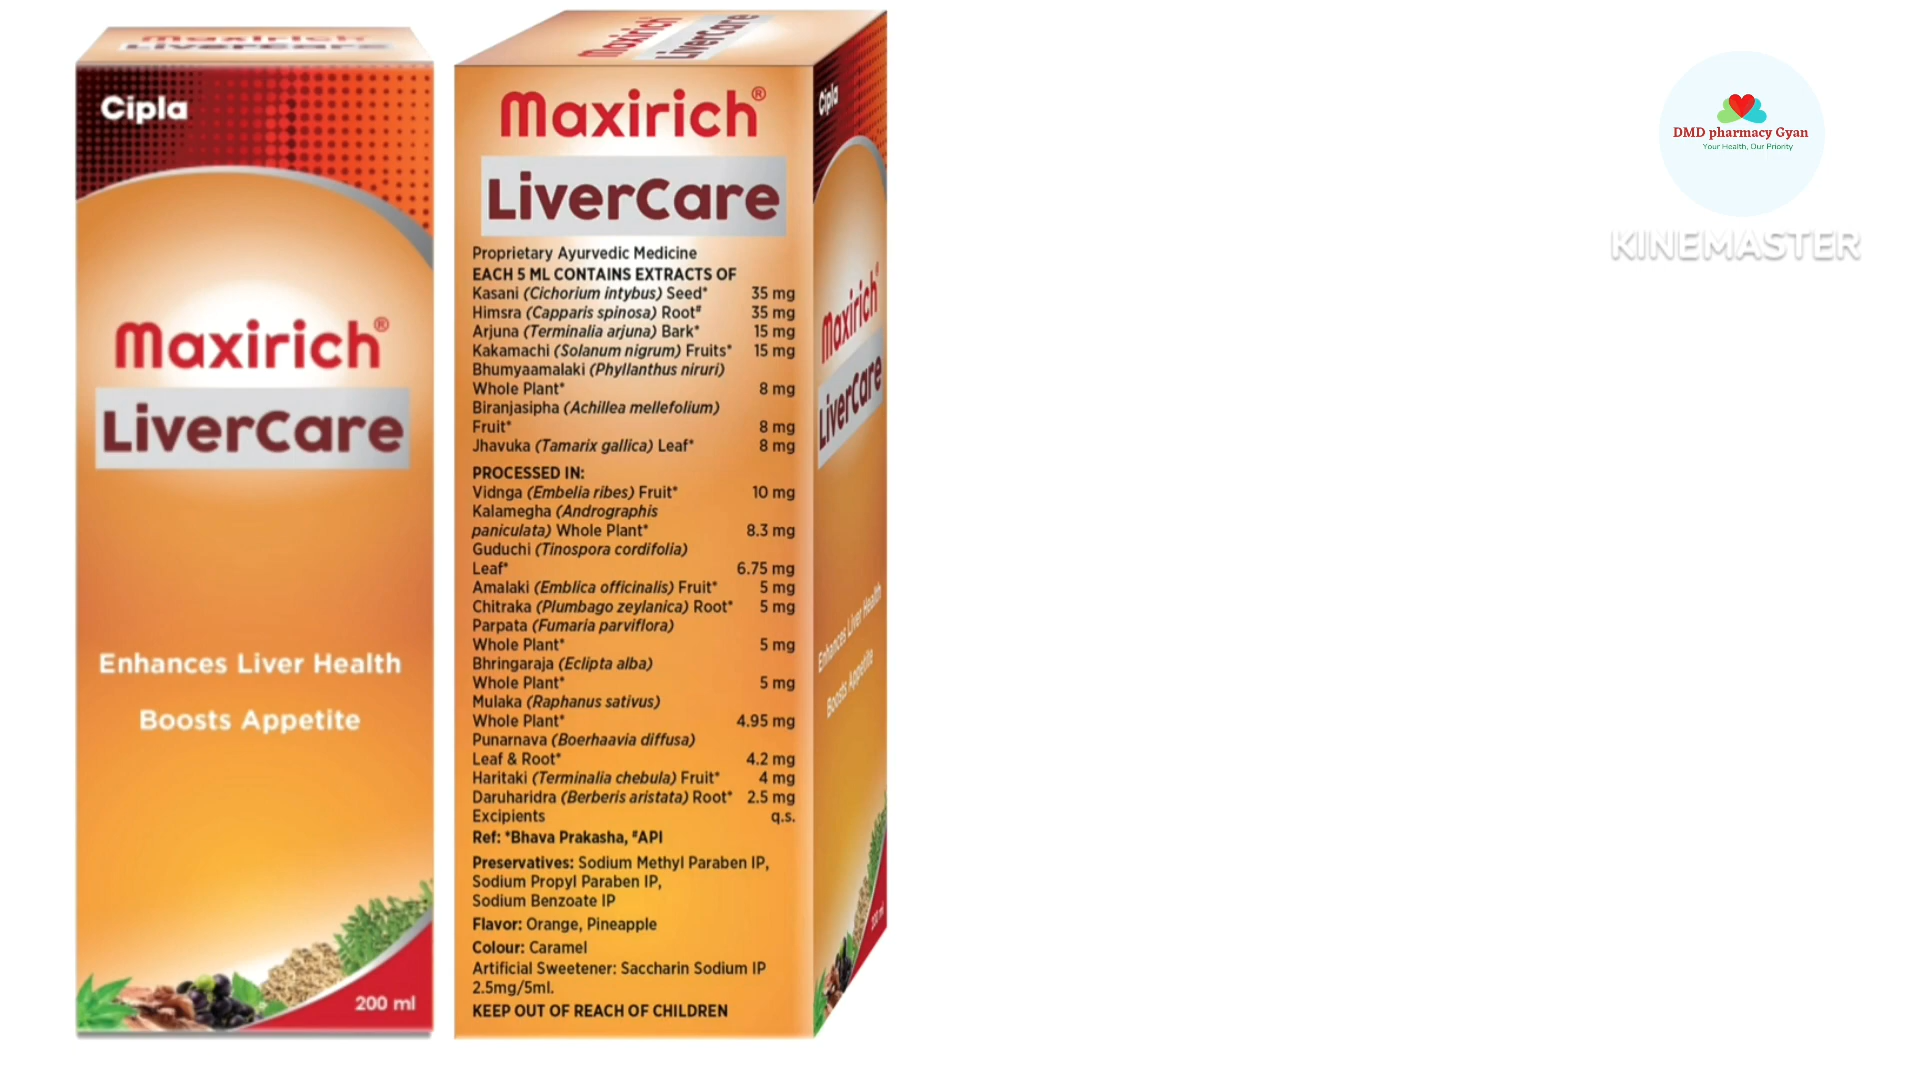 Maxirich
LiverCare
Cipla
Maxirich®
LiverCare
Enhances Liver Health
Boosts Appetite
200 ml
Maxirich
LiverCare
Maxirich®
LiverCare
Proprietary Ayurvedic Medicine
EACH 5 ML CONTAINS EXTRACTS OF
Kasani (Cichorium intybus) Seed* 35 mg
Himsra (Capparis spinosa) Root# 35 mg
Arjuna (Terminalia arjuna) Bark* 15 mg
Kakamachi (Solanum nigrum) Fruits* 15 mg
Bhumyaamalaki (Phyllanthus niruri)
Whole Plant* 8 mg
Biranjasipha (Achillea mellefolium)
Fruit* 8 mg
Jhavuka (Tamarix gallica) Leaf* 8 mg
PROCESSED IN:
Vidnga (Embelia ribes) Fruit* 10 mg
Kalamegha (Andrographis
paniculata) Whole Plant* 8.3 mg
Guduchi (Tinospora cordifolia)
Leaf* 6.75 mg
Amalaki (Emblica officinalis) Fruit* 5 mg
Chitraka (Plumbago zeylanica) Root* 5 mg
Parpata (Fumaria parviflora)
Whole Plant* 5 mg
Bhringaraja (Eclipta alba)
Whole Plant* 5 mg
Mulaka (Raphanus sativus)
Whole Plant* 4.95 mg
Punarnava (Boerhaavia diffusa)
Leaf & Root* 4.2 mg
Haritaki (Terminalia chebula) Fruit* 4 mg
Daruharidra (Berberis aristata) Root* 2.5 mg
Excipients q.s.
Ref: *Bhava Prakasha, #API
Preservatives: Sodium Methyl Paraben IP,
Sodium Propyl Paraben IP,
Sodium Benzoate IP
Flavor: Orange, Pineapple
Colour: Caramel
Artificial Sweetener: Saccharin Sodium IP
2.5mg/5ml.
KEEP OUT OF REACH OF CHILDREN
Cipla
Maxirich®
LiverCare
Enhances Liver Health
Boosts Appetite
200 ml
DMD pharmacy Gyan
Your Health, Our Priority
KINEMASTER